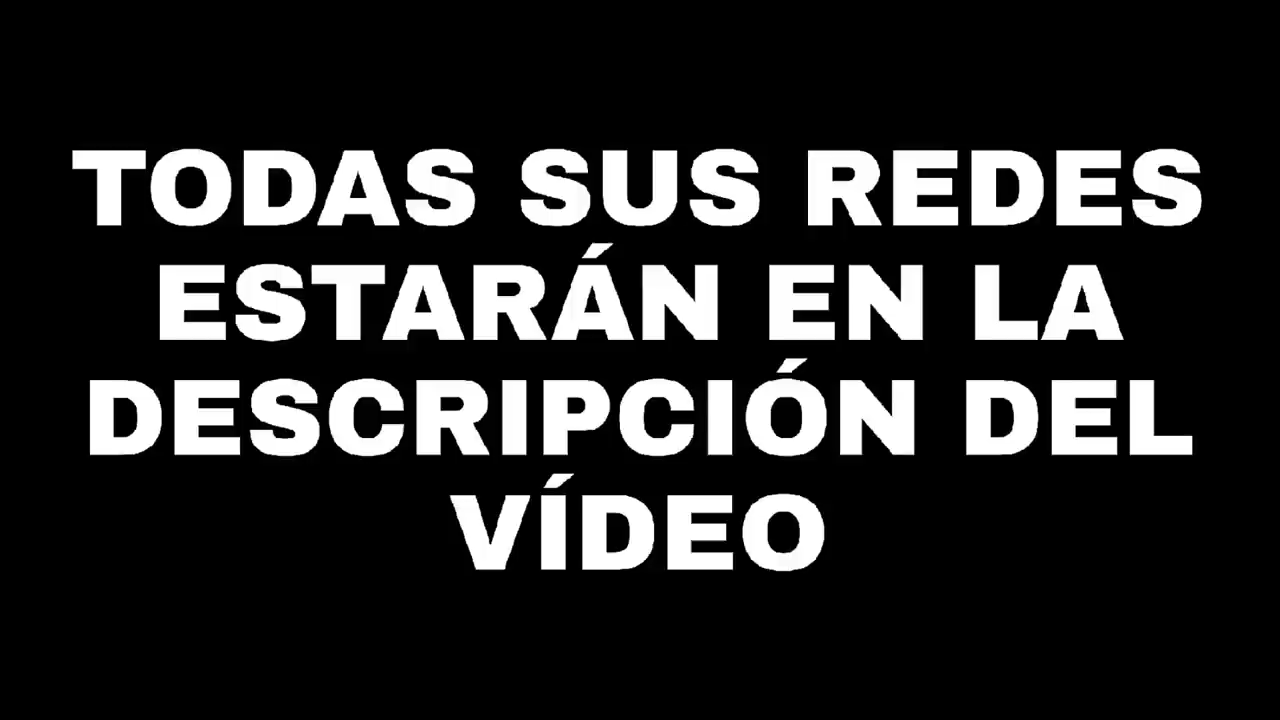 TODAS SUS REDES
ESTARÁN EN LA
DESCRIPCIÓN DEL
VÍDEO